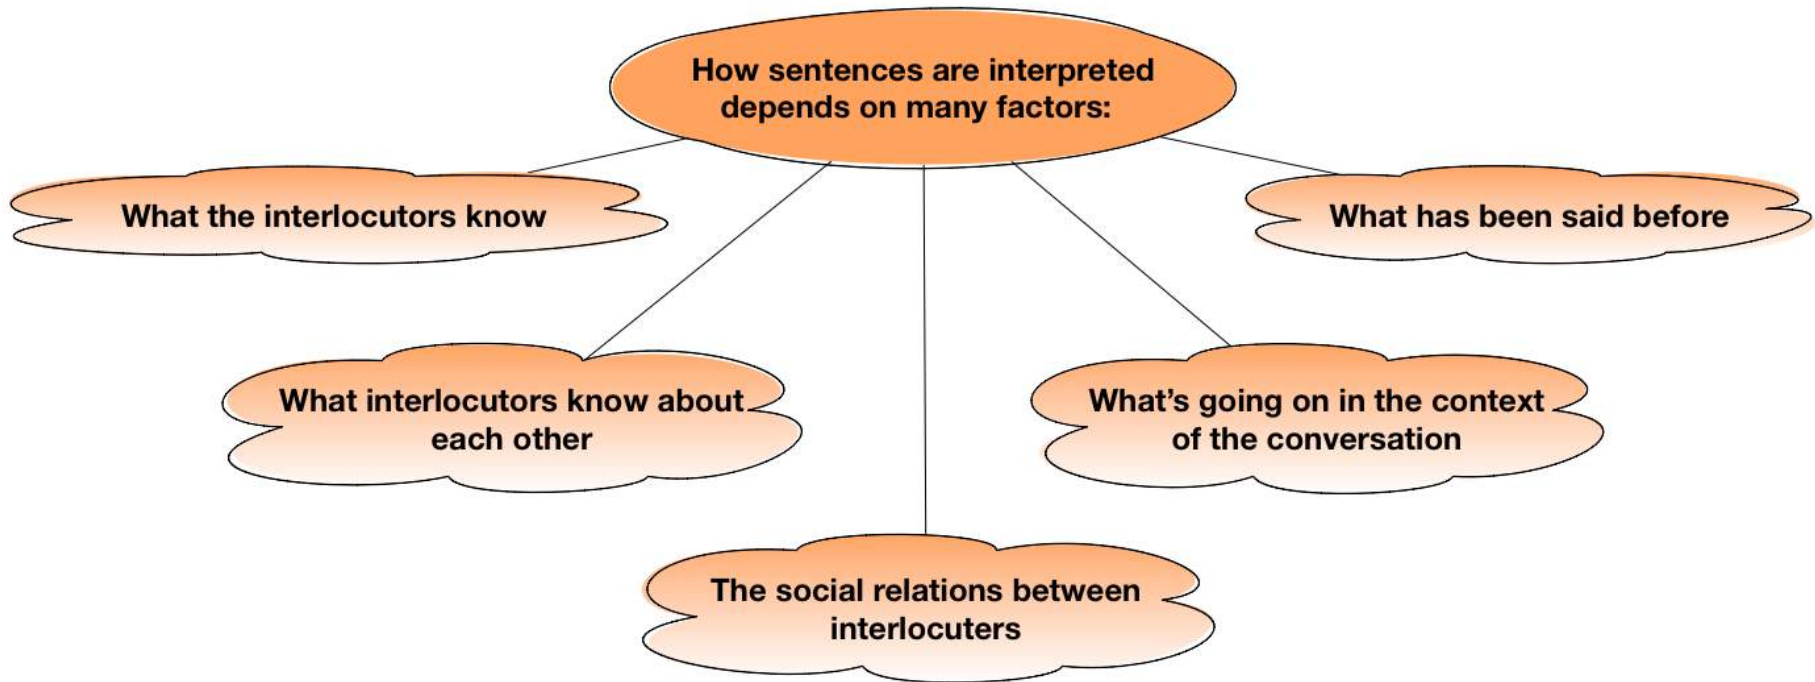 How sentences are interpreted
depends on many factors:
What the interlocutors know
What has been said before
What interlocutors know about
each other
What's going on in the context
of the conversation
The social relations between
interlocuters